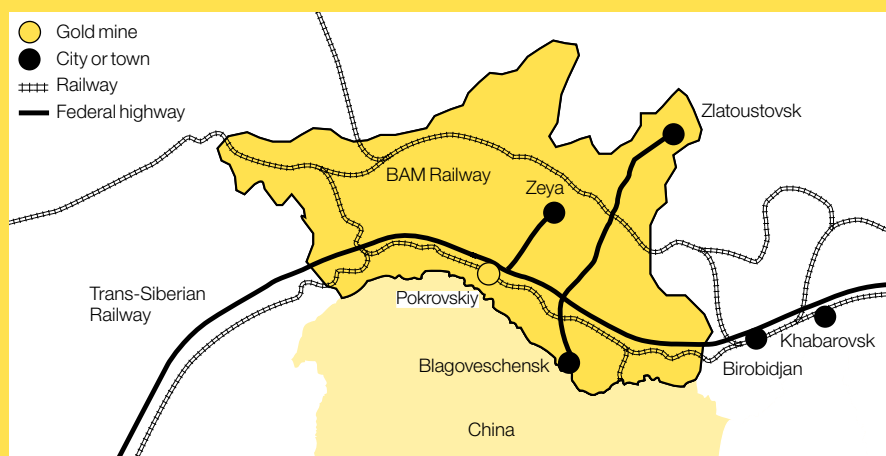 Gold mine
City or town
Railway
Federal highway
Zlatoustovsk
BAM Railway
Zeya
Trans-Siberian
Railway
Pokrovskiy
Khabarovsk
Birobidjan
Blagoveschensk
China